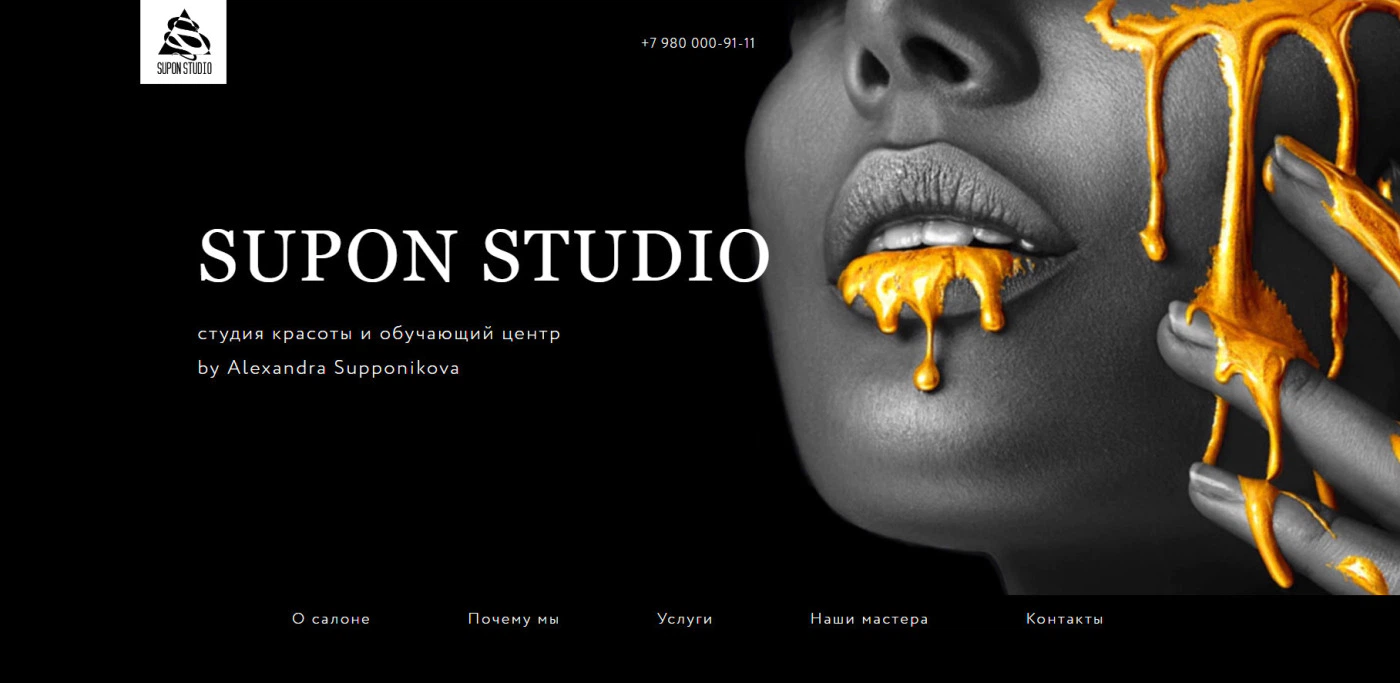 SUPON STUDIO
+7 980 000-91-11
SUPON STUDIO
студия красоты и обучающий центр
by Alexandra Supponikova
О салоне
Почему мы
Услуги
Наши мастера
Контакты